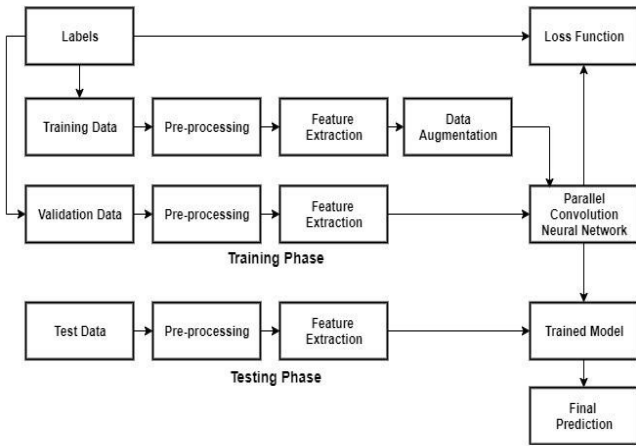 Labels
Loss Function
Training Data
Pre-processing
Feature
Extraction
Data
Augmentation
Validation Data
Pre-processing
Feature
Extraction
Parallel
Convolution
Neural Network
Training Phase
Test Data
Pre-processing
Feature
Extraction
Trained Model
Testing Phase
Final
Prediction